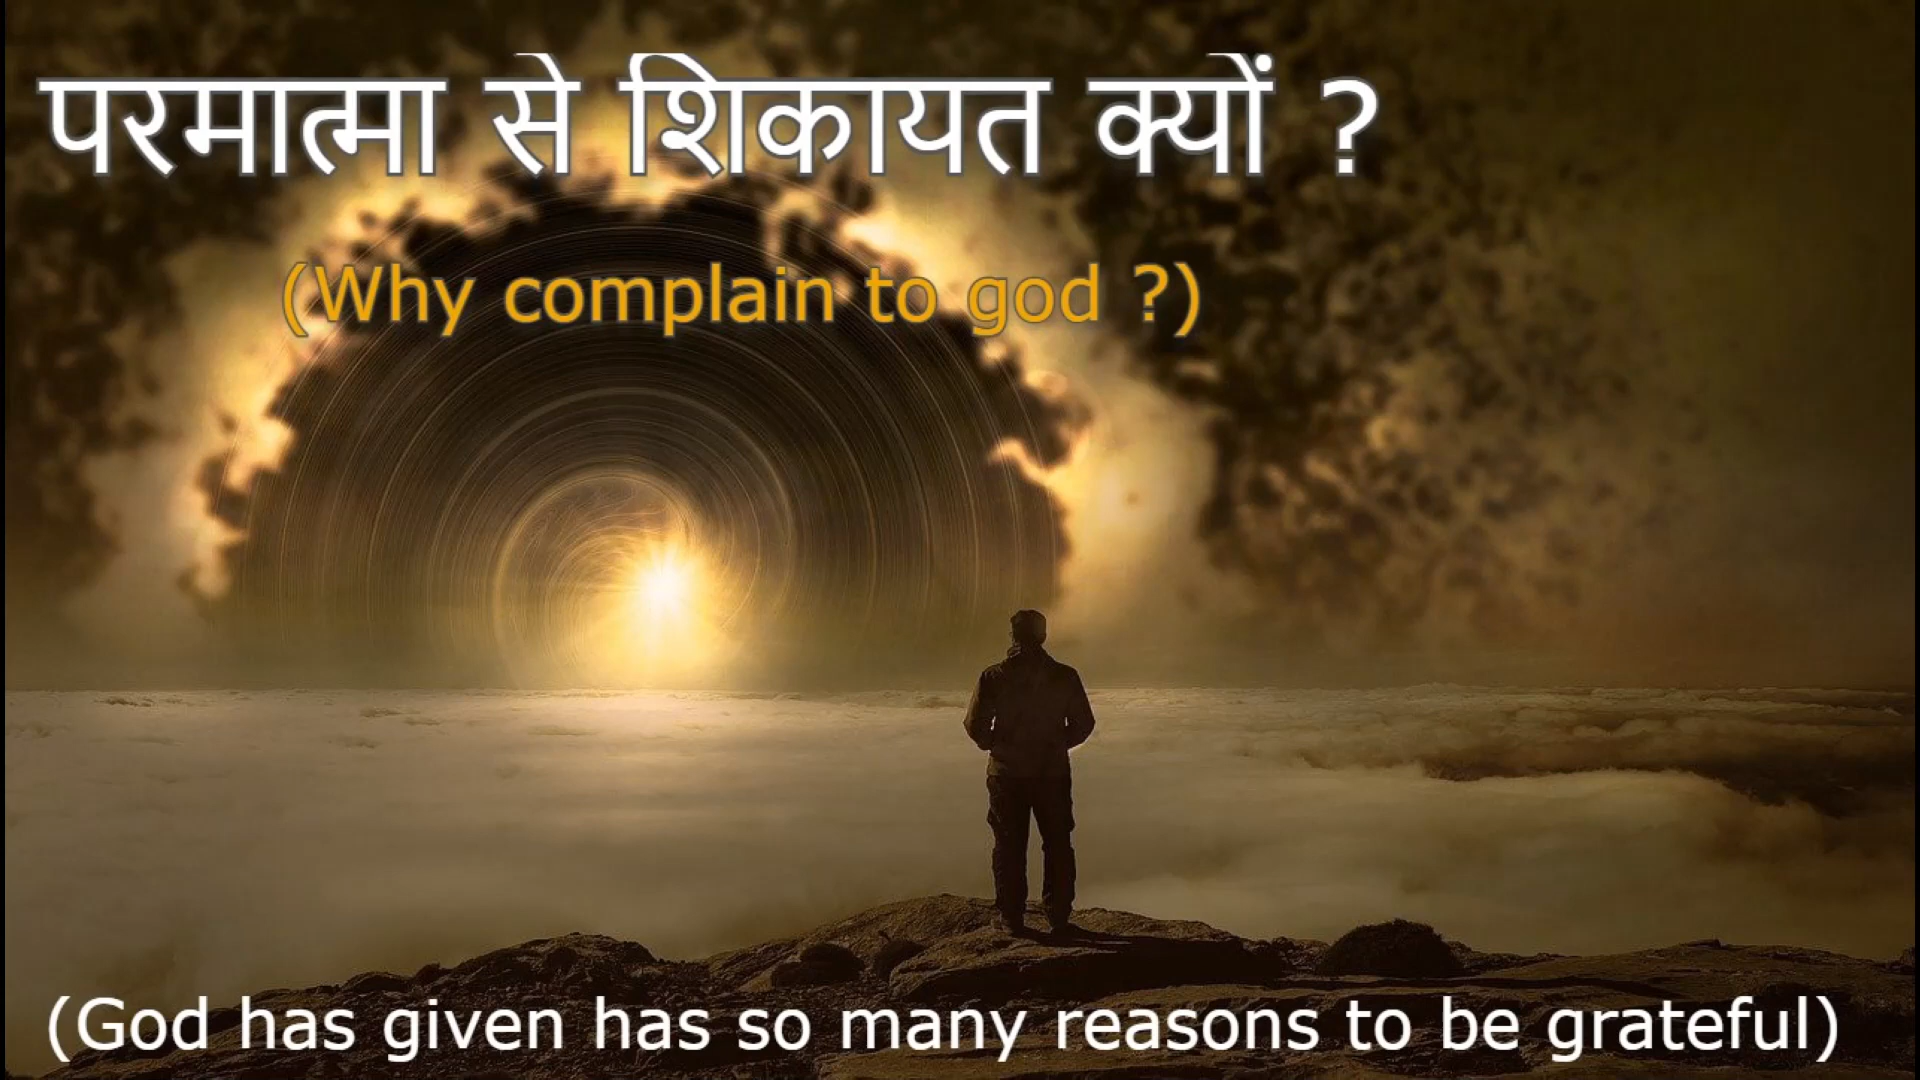 परमात्मा से शिकायत क्यों ?
(Why complain to god ?)
(God has given has so many reasons to be grateful)